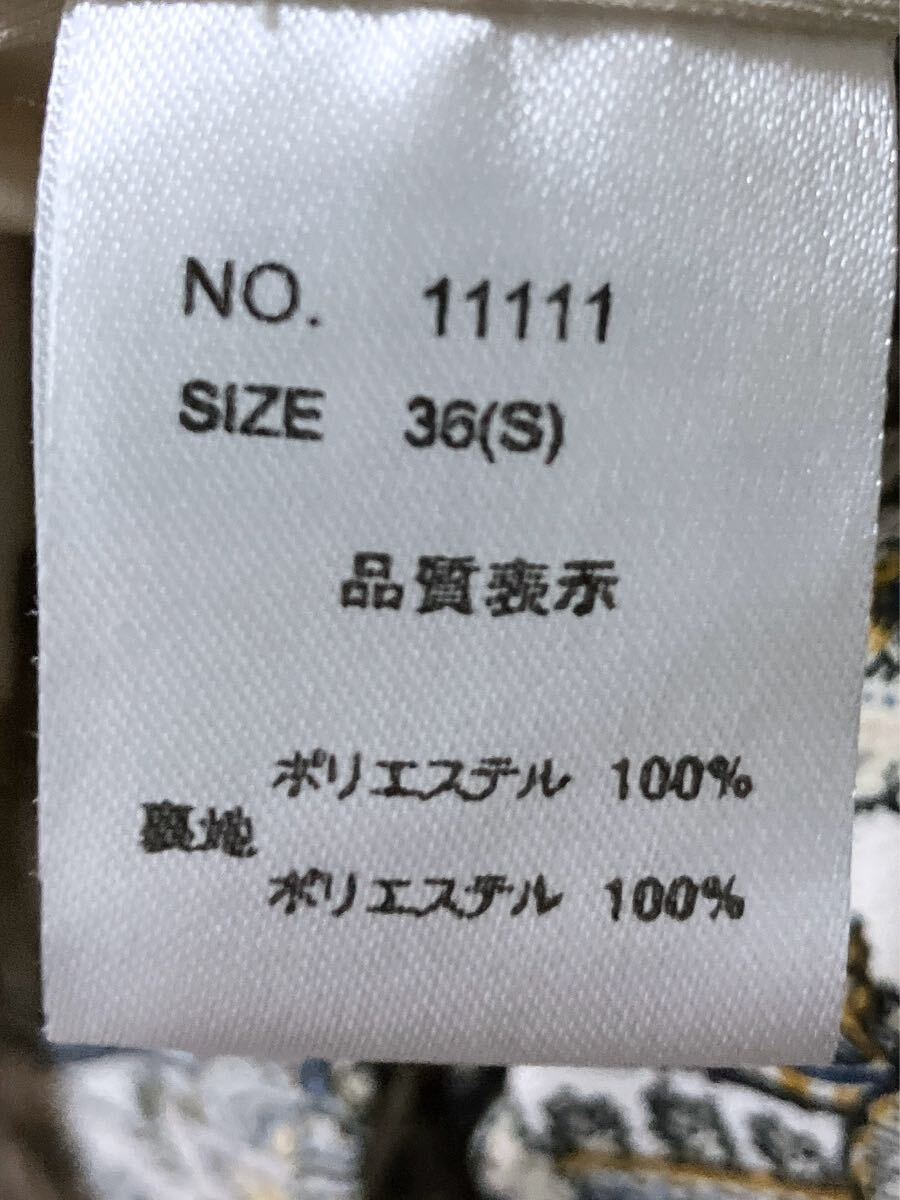 NO. 11111
SIZE 36(S)
品質表示
ポリエステル 100%
裏地
ポリエステル 100%